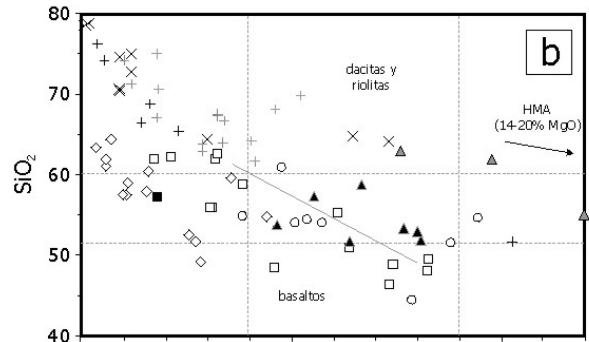 80
b
dacitas y
riolitas
70
HMA
(14-20% MgO)
SiO₂
60
50
basaltos
40